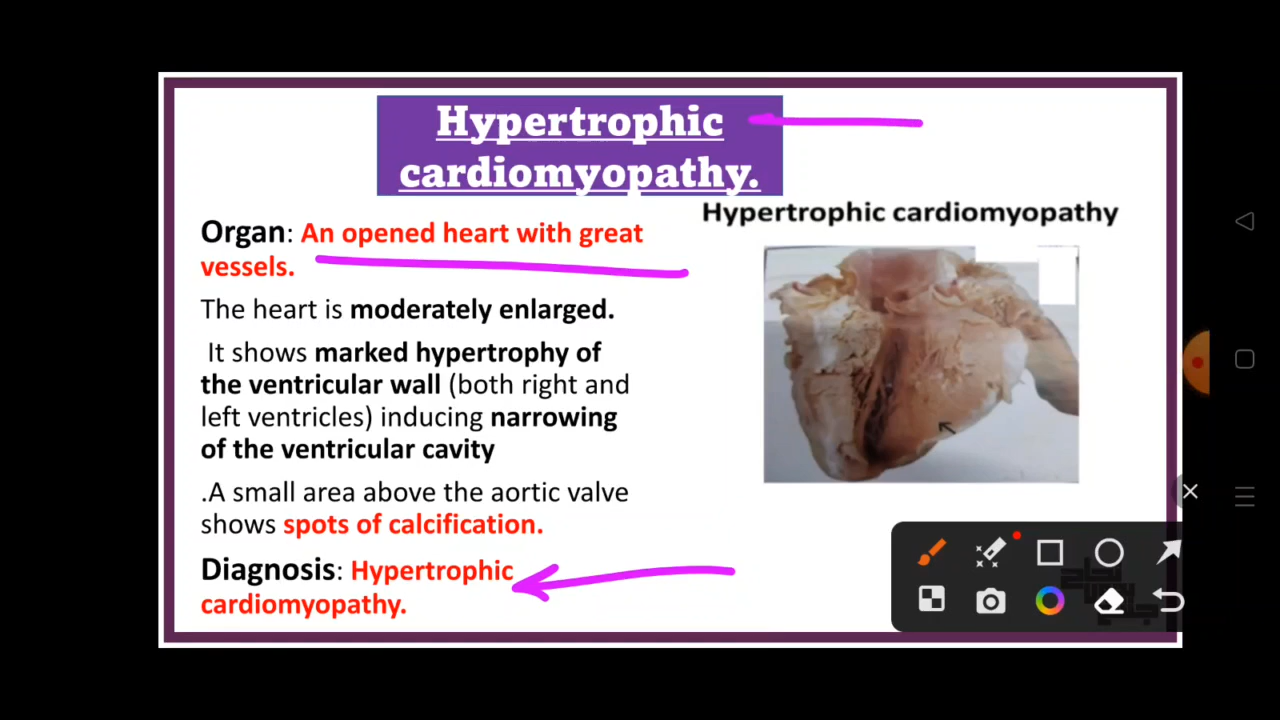 Hypertrophic
cardiomyopathy.
Organ: An opened heart with great
vessels.
The heart is moderately enlarged.
It shows marked hypertrophy of
the ventricular wall (both right and
left ventricles) inducing narrowing
of the ventricular cavity
.A small area above the aortic valve
shows spots of calcification.
Diagnosis: Hypertrophic
cardiomyopathy.
Hypertrophic cardiomyopathy